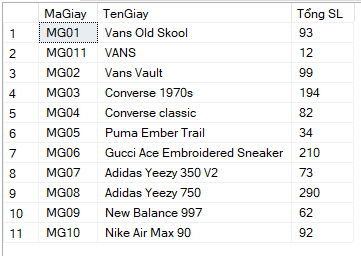 MaGiay TenGiay Tổng SL
1 MG01 Vans Old Skool 93
2 MG011 VANS 12
3 MG02 Vans Vault 99
4 MG03 Converse 1970s 194
5 MG04 Converse classic 82
6 MG05 Puma Ember Trail 34
7 MG06 Gucci Ace Embroidered Sneaker 210
8 MG07 Adidas Yeezy 350 V2 73
9 MG08 Adidas Yeezy 750 290
10 MG09 New Balance 997 62
11 MG10 Nike Air Max 90 92